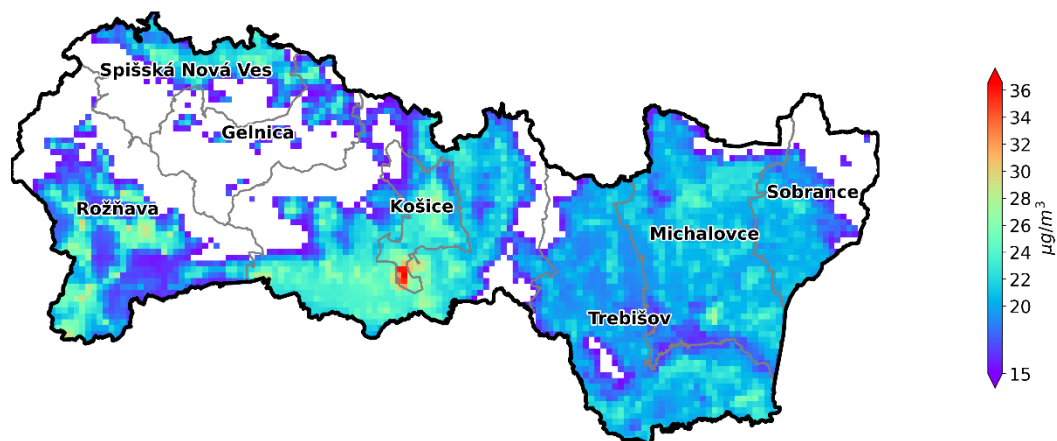 Spišská Nová Ves
Gelnica
Rožňava
Košice
Sobrance
Michalovce
Trebišov
36
34
32
30
28
26
24
22
20
15
μg/m³